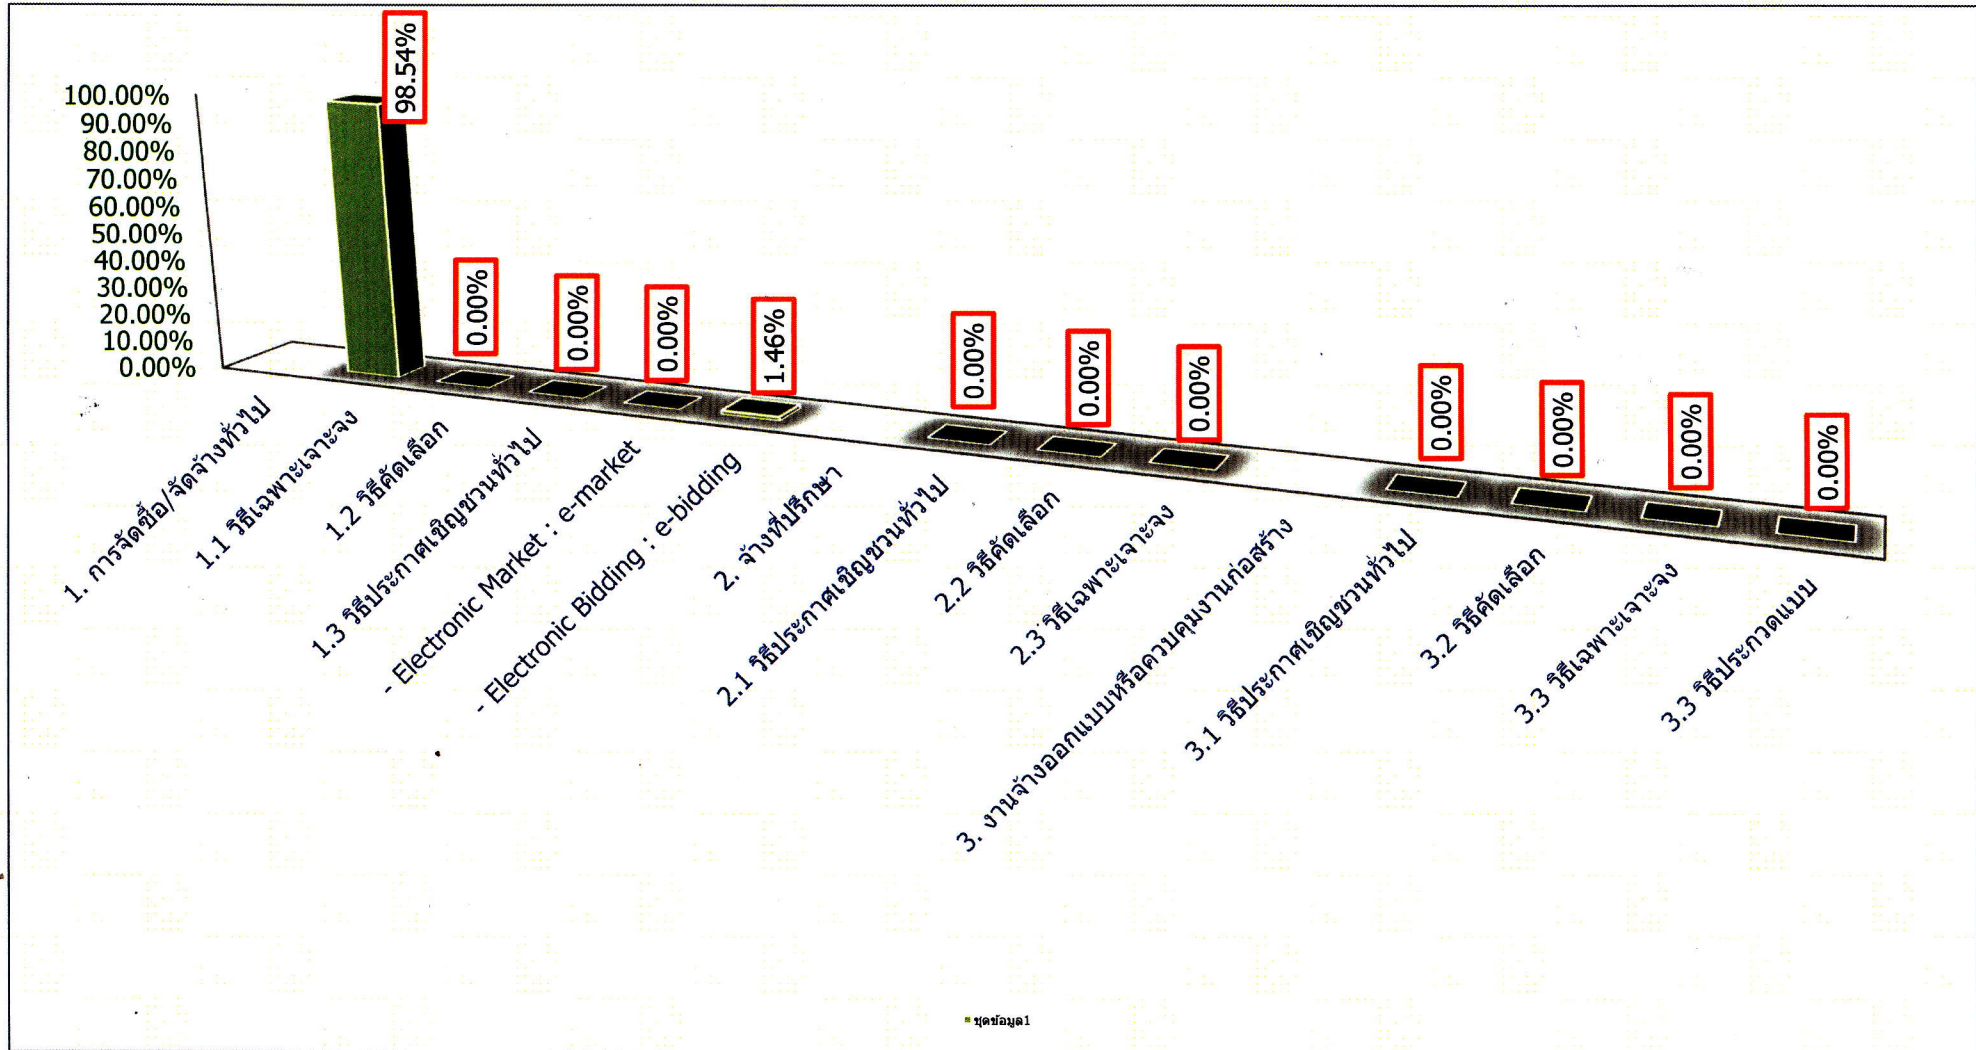 98.54%
100.00%
90.00%
80.00%
70.00%
60.00%
50.00%
40.00%
30.00%
20.00%
10.00%
0.00%
0.00%
0.00%
0.00%
1.46%
0.00%
0.00%
0.00%
0.00%
0.00%
0.00%
0.00%
1. การจัดซื้อ/จัดจ้างทั่วไป
1.1 วิธีเฉพาะเจาะจง
1.2 วิธีคัดเลือก
1.3 วิธีประกาศเชิญชวนทั่วไป
- Electronic Market : e-market
- Electronic Bidding : e-bidding
2. จ้างที่ปรึกษา
2.1 วิธีประกาศเชิญชวนทั่วไป
2.2 วิธีคัดเลือก
2.3 วิธีเฉพาะเจาะจง
3. งานจ้างออกแบบหรือควบคุมงานก่อสร้าง
3.1 วิธีประกาศเชิญชวนทั่วไป
3.2 วิธีคัดเลือก
3.3 วิธีเฉพาะเจาะจง
3.3 วิธีประกวดแบบ
ชุดข้อมูล1